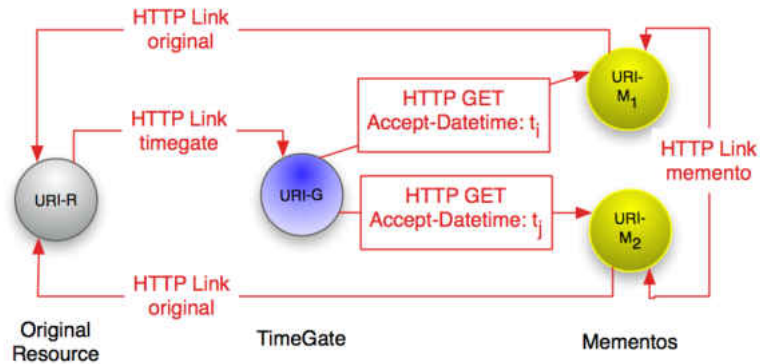 HTTP Link
original
HTTP Link
timegate
HTTP GET
Accept-Datetime: ti
URI-
M1
HTTP Link
memento
URI-R
URI-G
HTTP GET
Accept-Datetime: tj
URI-
M2
HTTP Link
original
Original
Resource
TimeGate
Mementos